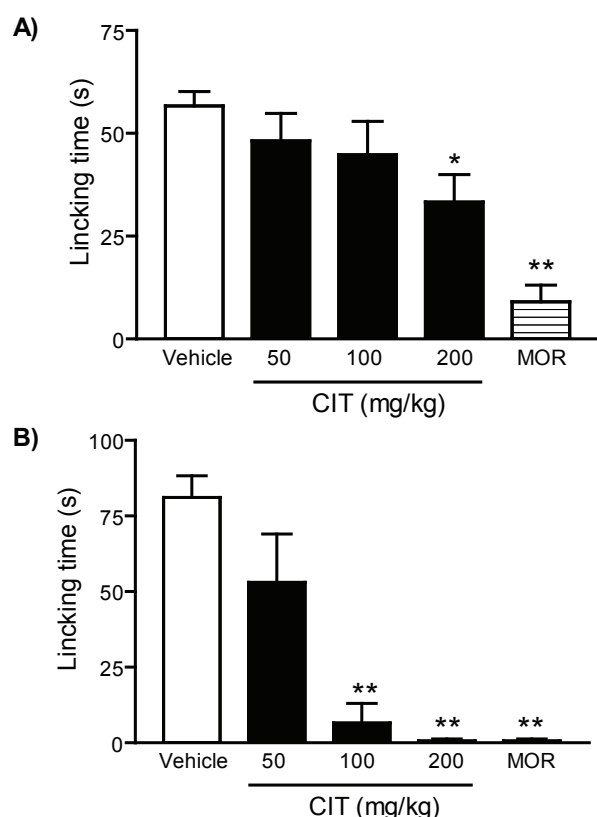 A)
Lincking time (s)
75
50
25
0
*
**
Vehicle 50 100 200 MOR
CIT (mg/kg)
B)
Lincking time (s)
100
75
50
25
0
** ** **
Vehicle 50 100 200 MOR
CIT (mg/kg)